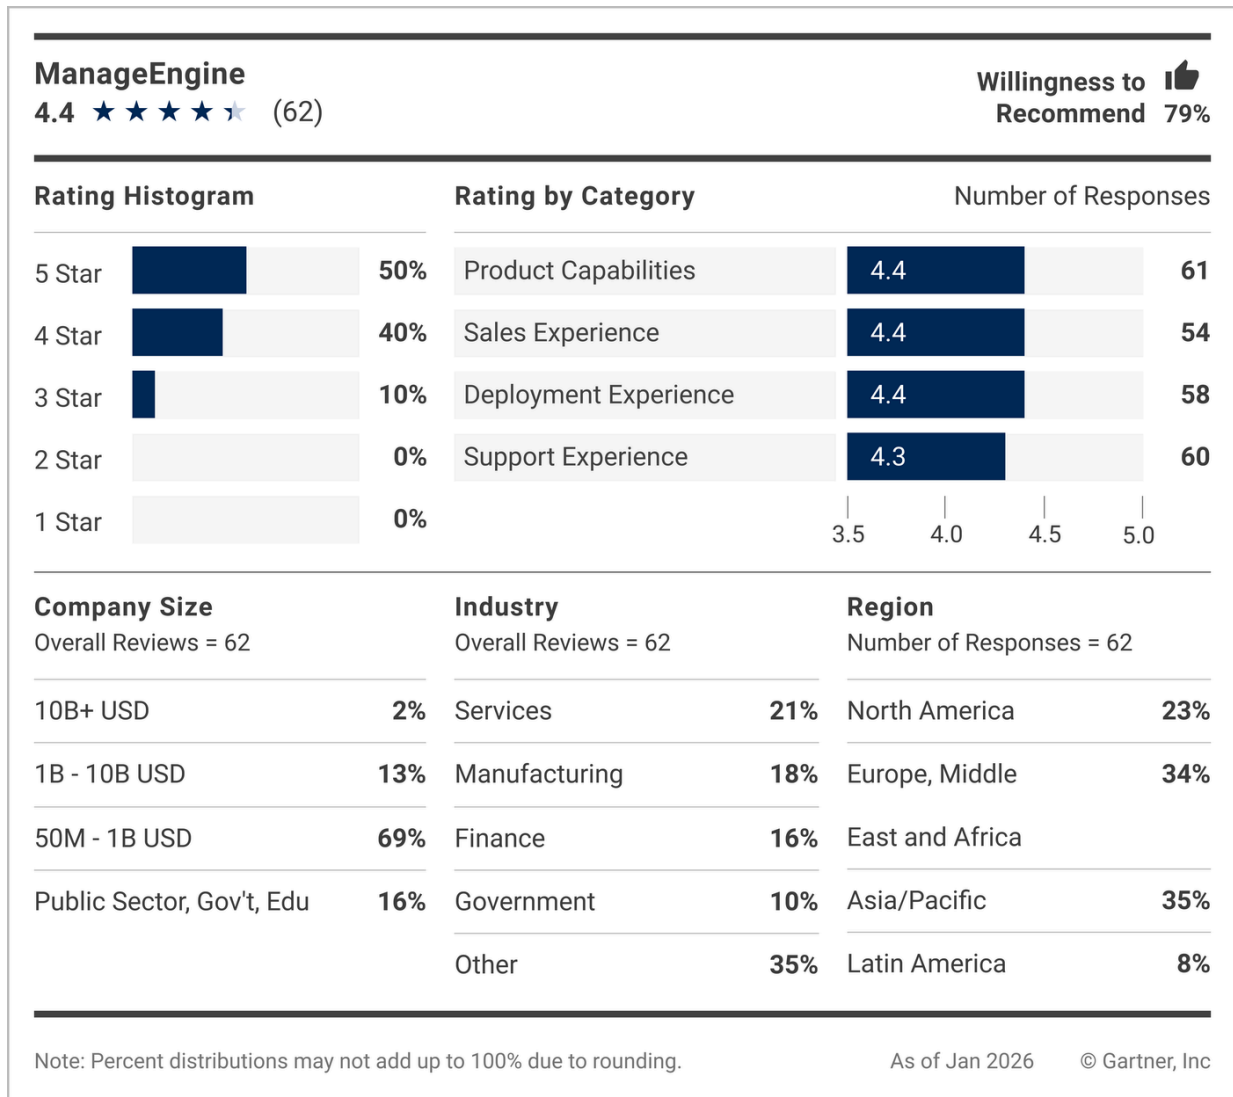 ManageEngine
4.4 ★ ★ ★ ★ ★ (62)
Willingness to
Recommend 79%
Rating Histogram
5 Star 50%
4 Star 40%
3 Star 10%
2 Star 0%
1 Star 0%
Rating by Category Number of Responses
Product Capabilities 4.4 61
Sales Experience 4.4 54
Deployment Experience 4.4 58
Support Experience 4.3 60
3.5 4.0 4.5 5.0
Company Size
Overall Reviews = 62
10B+ USD 2%
1B - 10B USD 13%
50M - 1B USD 69%
Public Sector, Gov't, Edu 16%
Industry
Overall Reviews = 62
Services 21%
Manufacturing 18%
Finance 16%
Government 10%
Other 35%
Region
Number of Responses = 62
North America 23%
Europe, Middle 34%
East and Africa
Asia/Pacific 35%
Latin America 8%
Note: Percent distributions may not add up to 100% due to rounding. As of Jan 2026 © Gartner, Inc